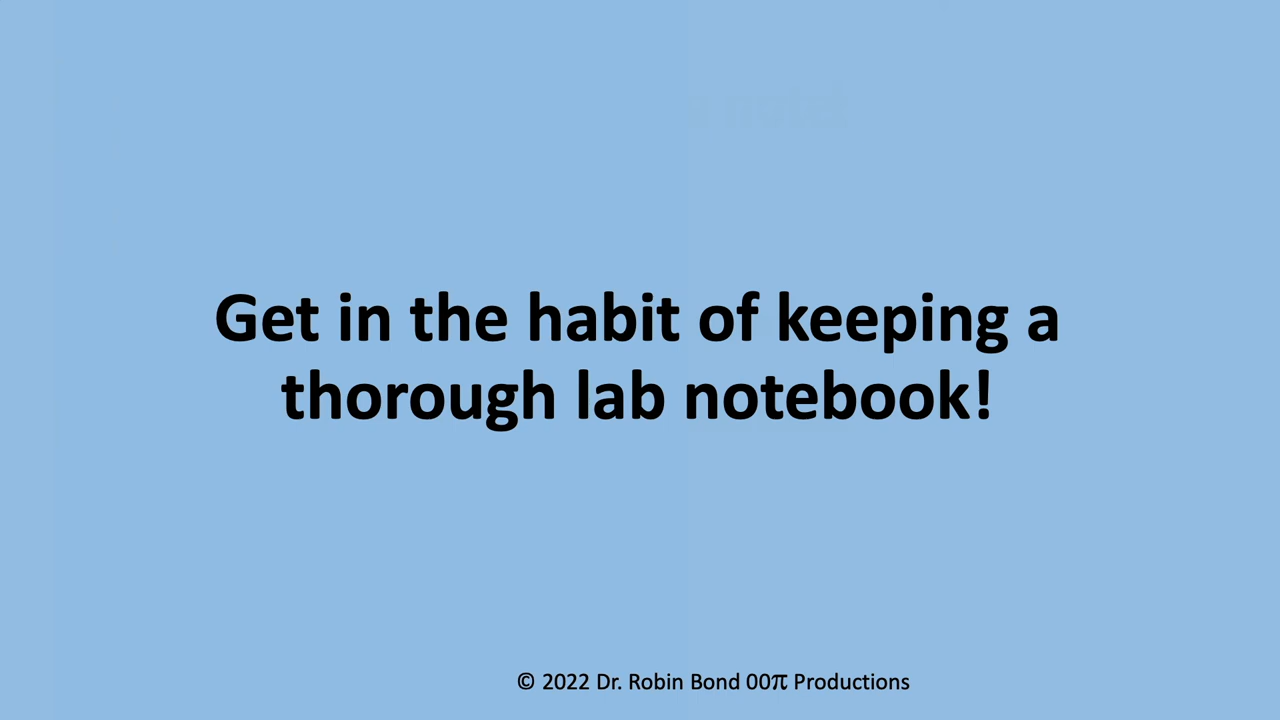 Get in the habit of keeping a
thorough lab notebook!
© 2022 Dr. Robin Bond 00π Productions